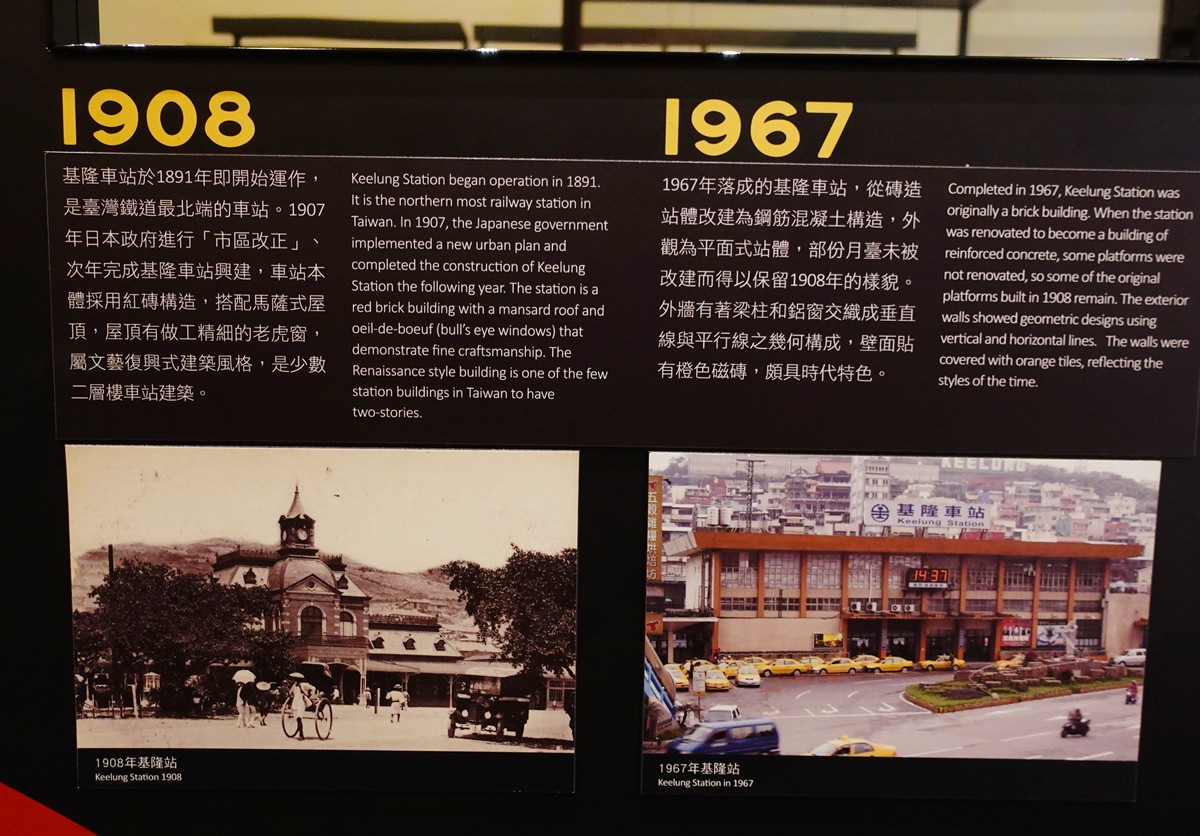 1908
基隆車站於1891年即開始運作，
是臺灣鐵道最北端的車站。1907
年日本政府進行「市區改正」、
次年完成基隆車站興建，車站本
體採用紅磚構造，搭配馬薩式屋
頂，屋頂有做工精細的老虎窗，
屬文藝復興式建築風格，是少數
二層樓車站建築。
Keelung Station began operation in 1891.
It is the northern most railway station in
Taiwan. In 1907, the Japanese government
implemented a new urban plan and
completed the construction of Keelung
Station the following year. The station is a
red brick building with a mansard roof and
oeil-de-boeuf (bull's eye windows) that
demonstrate fine craftsmanship. The
Renaissance style building is one of the few
station buildings in Taiwan to have
two-stories.
1967
1967年落成的基隆車站，從磚造
站體改建為鋼筋混凝土構造，外
觀為平面式站體，部份月臺未被
改建而得以保留1908年的樣貌。
外牆有著梁柱和鋁窗交織成垂直
線與平行線之幾何構成，壁面貼
有橙色磁磚，頗具時代特色。
Completed in 1967, Keelung Station was
originally a brick building. When the station
was renovated to become a building of
reinforced concrete, some platforms were
not renovated, so some of the original
platforms built in 1908 remain. The exterior
walls showed geometric designs using
vertical and horizontal lines. The walls were
covered with orange tiles, reflecting the
styles of the time.
1908年基隆站
Keelung Station 1908
KEELUNG
五穀雜糧烘焙坊
基隆車站
Keelung Station
14:37
1967年基隆站
Keelung Station in 1967